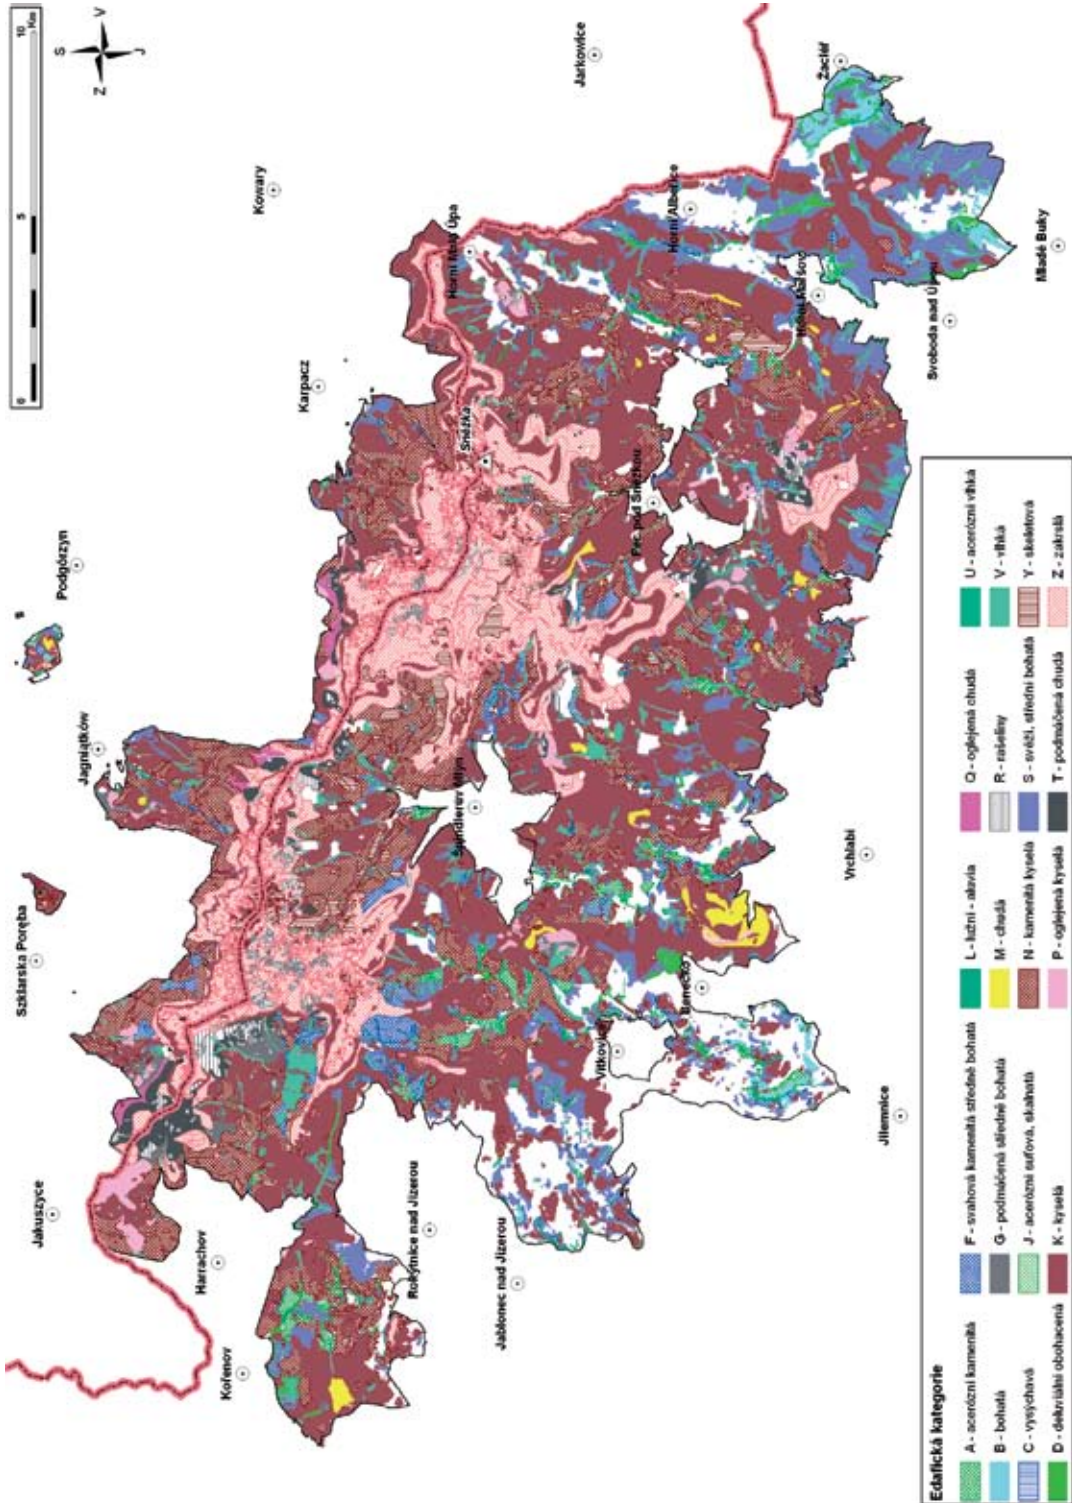 0 5 10 Km
S
Z V
J
Jakuszyce
Szklarska Poręba
Jagniątków
Podgórzyn
Karpacz
Kowary
Jarkowice
Harrachov
Kořenov
Rokytnice nad Jizerou
Jablonec nad Jizerou
Sněžka
Horní Malá Úpa
Horní Albeřice
Žacléř
Špindlerův Mlýn
Pec pod Sněžkou
Horní Maršov
Svoboda nad Úpou
Mladé Buky
Vítkovice
Benecko
Vrchlabí
Jilemnice
Edafická kategorie
A - acerózní kamenitá
B - bohatá
C - vysýchavá
D - deluviální obohacená
F - svahová kamenitá středně bohatá
G - podmáčená středně bohatá
J - acerózní suťová, skalnatá
K - kyselá
L - lužní - aluvia
M - chudá
N - kamenitá kyselá
P - oglejená kyselá
Q - oglejená chudá
R - rašeliny
S - svěží, středně bohatá
T - podmáčená chudá
U - acerózní vlhká
V - vlhká
Y - skeletová
Z - zakrslá